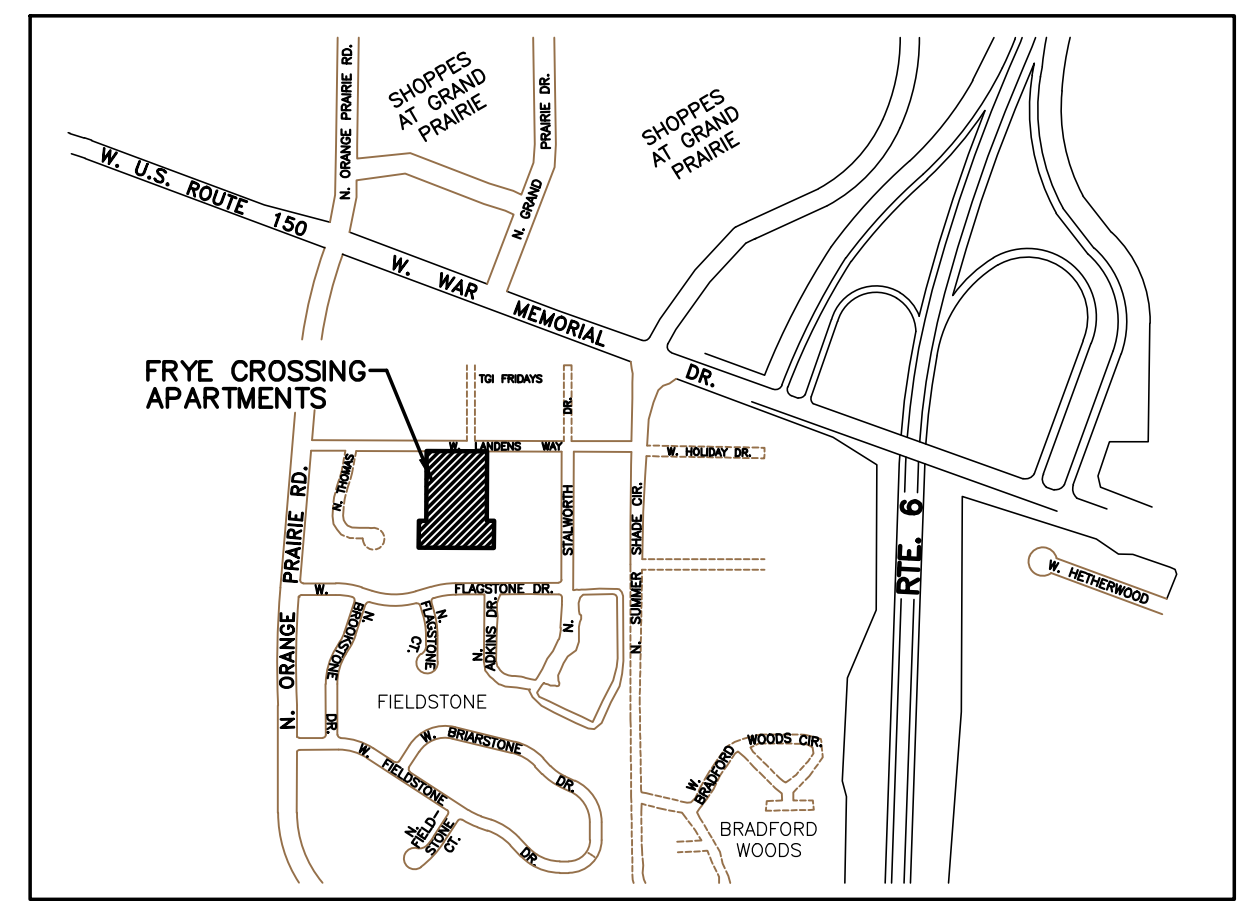 N. ORANGE PRAIRIE RD.
SHOPPES
AT GRAND
PRAIRIE
N. GRAND PRAIRIE DR.
SHOPPES
AT GRAND
PRAIRIE
W. U.S. ROUTE 150
W. WAR MEMORIAL DR.
FRYE CROSSING
APARTMENTS
TGI FRIDAYS
DR.
W. LANDENS WAY
W. HOLIDAY DR.
N. THOMAS
N. ORANGE PRAIRIE RD.
N. STALWORTH
N. SUMMER SHADE CIR.
RTE. 6
W. HETHERWOOD
W. FLAGSTONE DR.
N.
BROOKSTONE DR.
N.
FLAGSTONE
CT.
N.
ADKINS DR.
FIELDSTONE
W. BRIARSTONE DR.
W. FIELDSTONE DR.
N.
FIELD-
STONE
CT.
W.
BRADFORD WOODS CIR.
BRADFORD
WOODS